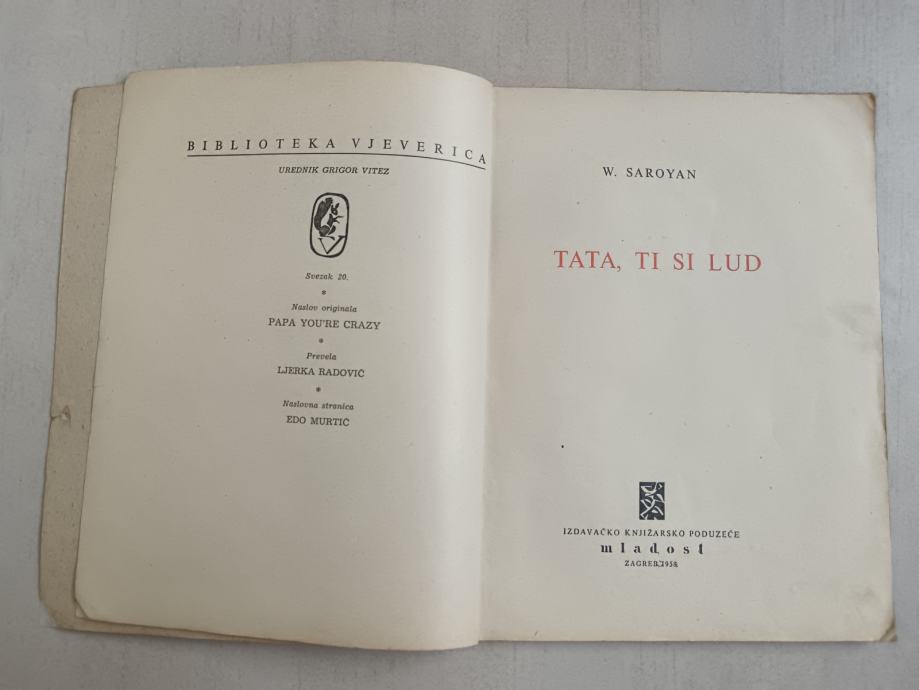 BIBLIOTEKA VJEVERICA
UREDNIK GRIGOR VITEZ
V
Svezak 20.
*
Naslov originala
PAPA YOU'RE CRAZY
*
Prevela
LJERKA RADOVIĆ
*
Naslovna stranica
EDO MURTIĆ
W. SAROYAN
TATA, TI SI LUD
IZDAVAČKO KNJIŽARSKO PODUZEĆE
mladost
ZAGREB, 1958.